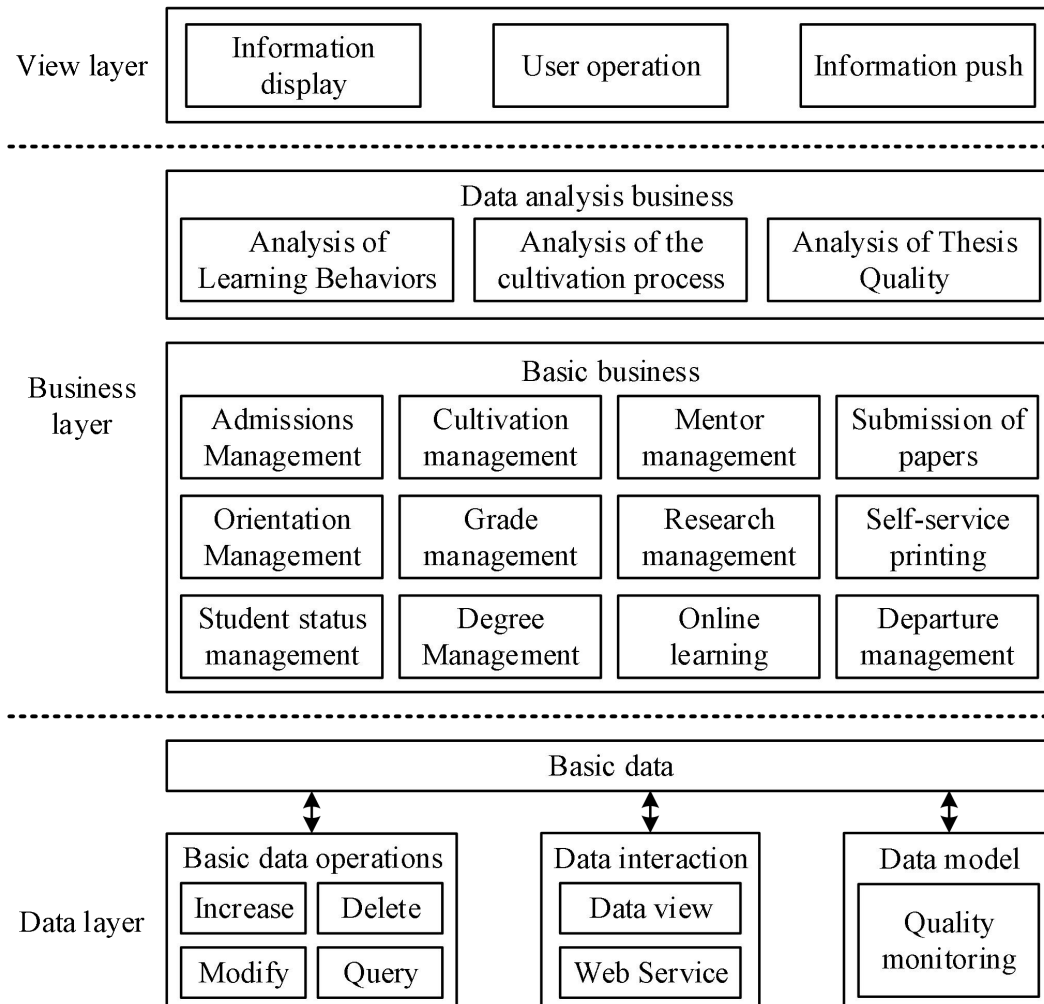 View layer
Information
display
User operation
Information push
Data analysis business
Analysis of
Learning Behaviors
Analysis of the
cultivation process
Analysis of Thesis
Quality
Business
layer
Basic business
Admissions
Management
Cultivation
management
Mentor
management
Submission of
papers
Orientation
Management
Grade
management
Research
management
Self-service
printing
Student status
management
Degree
Management
Online
learning
Departure
management
Basic data
Data layer
Basic data operations
Increase
Delete
Modify
Query
Data interaction
Data view
Web Service
Data model
Quality
monitoring